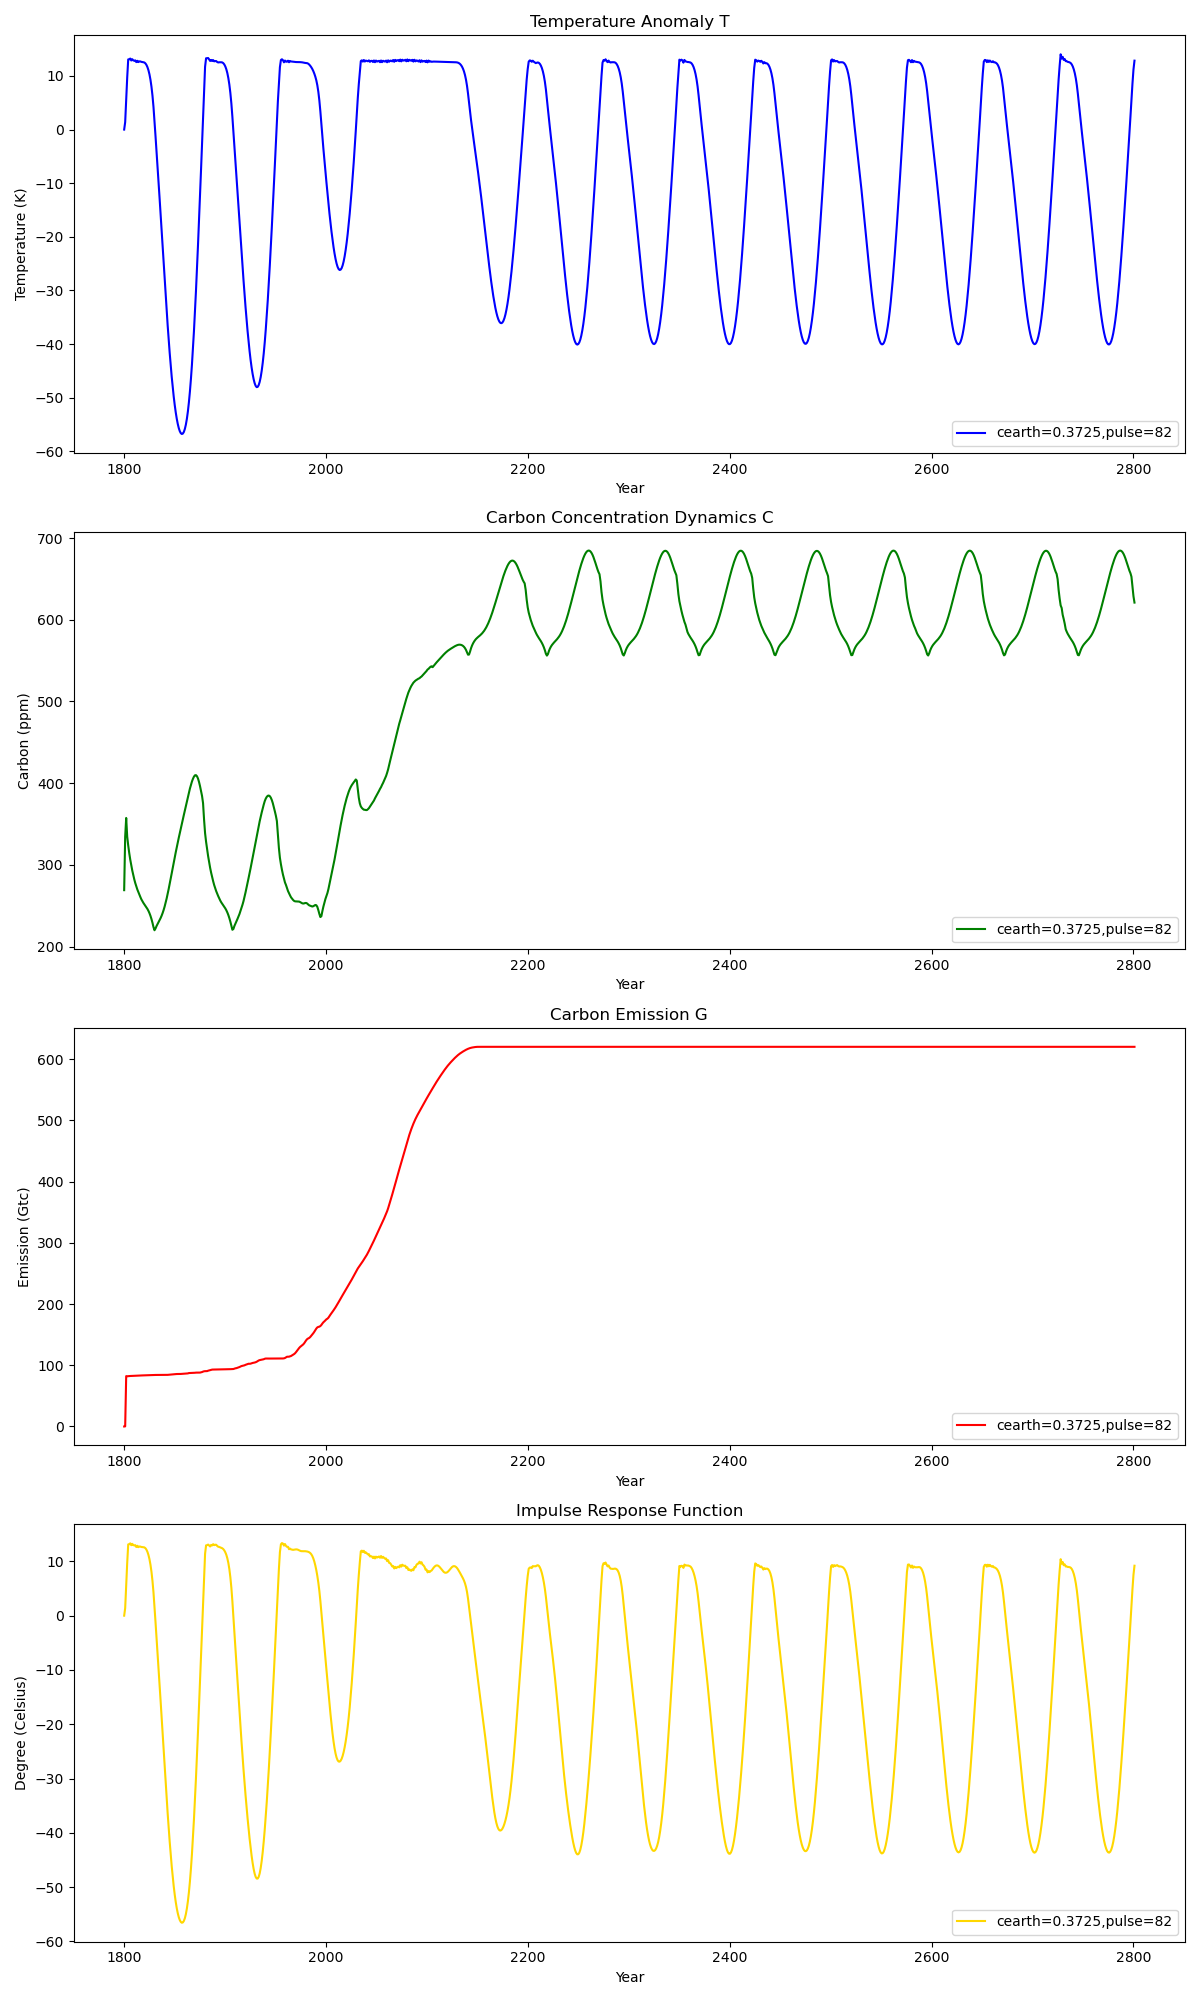 Temperature Anomaly T
10
0
−10
−20
−30
−40
−50
−60
Temperature (K)
cearth=0.3725,pulse=82
1800 2000 2200 2400 2600 2800
Year
Carbon Concentration Dynamics C
700
600
500
400
300
200
Carbon (ppm)
cearth=0.3725,pulse=82
1800 2000 2200 2400 2600 2800
Year
Carbon Emission G
600
500
400
300
200
100
0
Emission (Gtc)
cearth=0.3725,pulse=82
1800 2000 2200 2400 2600 2800
Year
Impulse Response Function
10
0
−10
−20
−30
−40
−50
−60
Degree (Celsius)
cearth=0.3725,pulse=82
1800 2000 2200 2400 2600 2800
Year